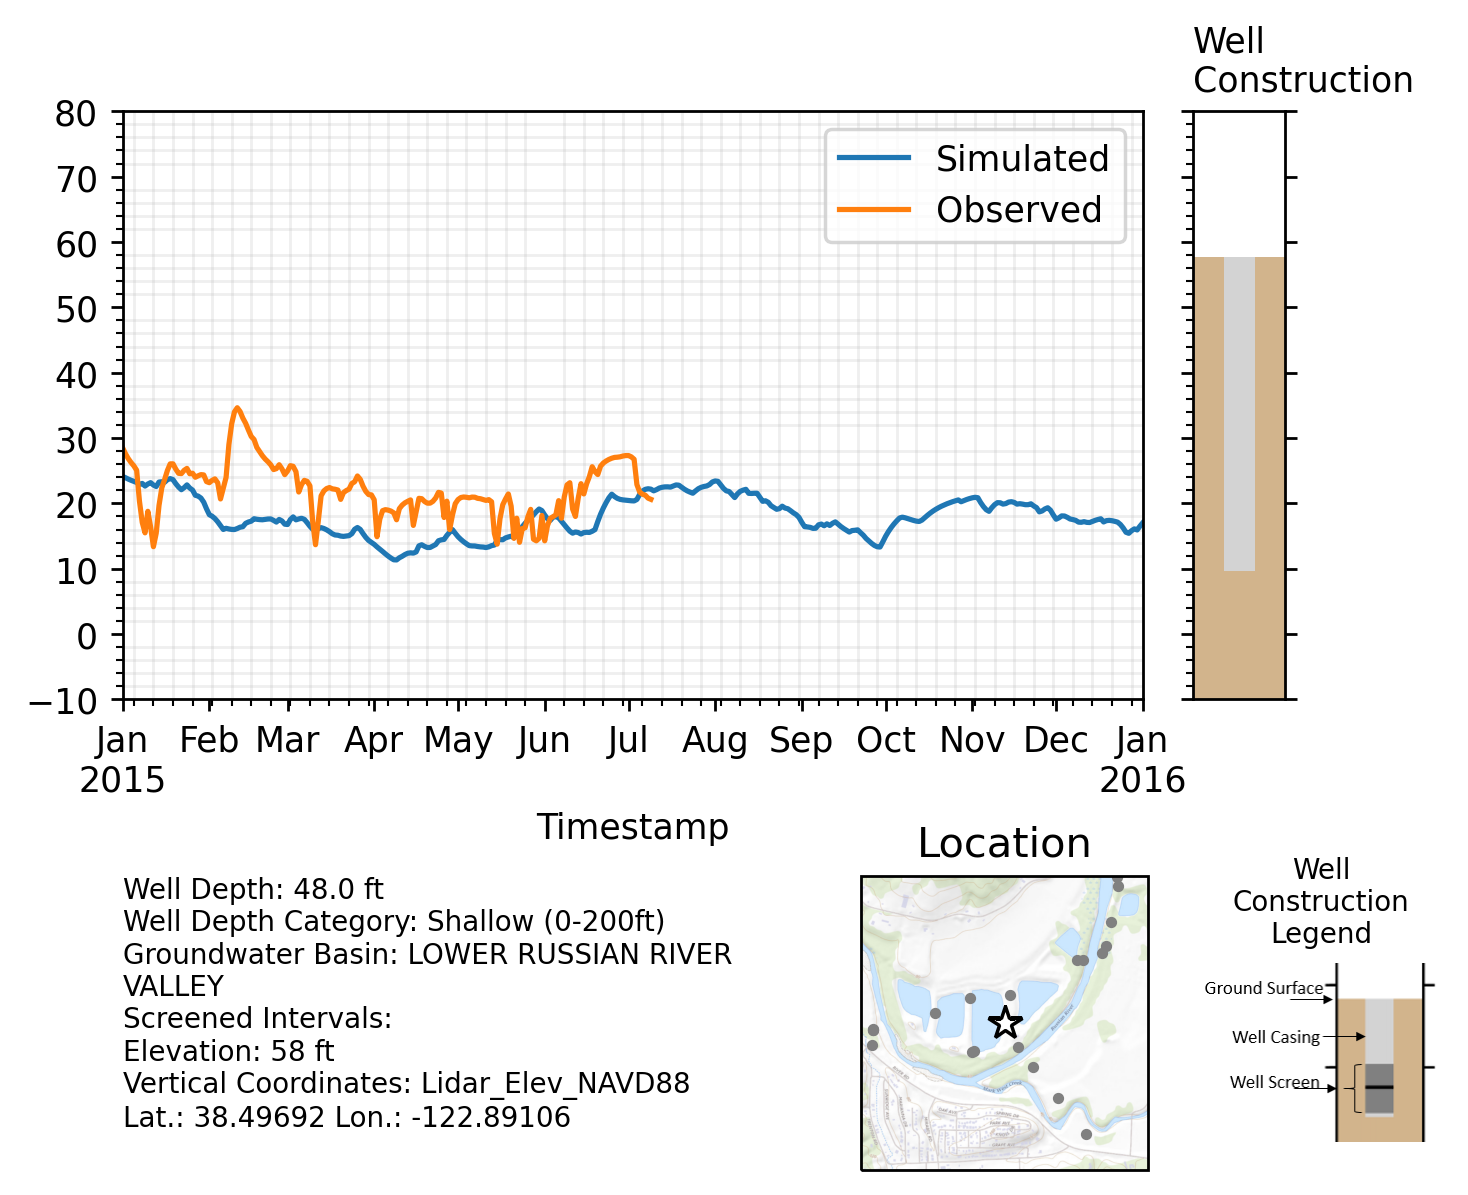 Well
Construction
80
70
60
50
40
30
20
10
0
−10
Simulated
Observed
Jan Feb Mar Apr May Jun Jul Aug Sep Oct Nov Dec Jan
2015 2016
Timestamp
Well Depth: 48.0 ft
Well Depth Category: Shallow (0-200ft)
Groundwater Basin: LOWER RUSSIAN RIVER
VALLEY
Screened Intervals:
Elevation: 58 ft
Vertical Coordinates: Lidar_Elev_NAVD88
Lat.: 38.49692 Lon.: -122.89106
Location
Well
Construction
Legend
Ground Surface
Well Casing
Well Screen